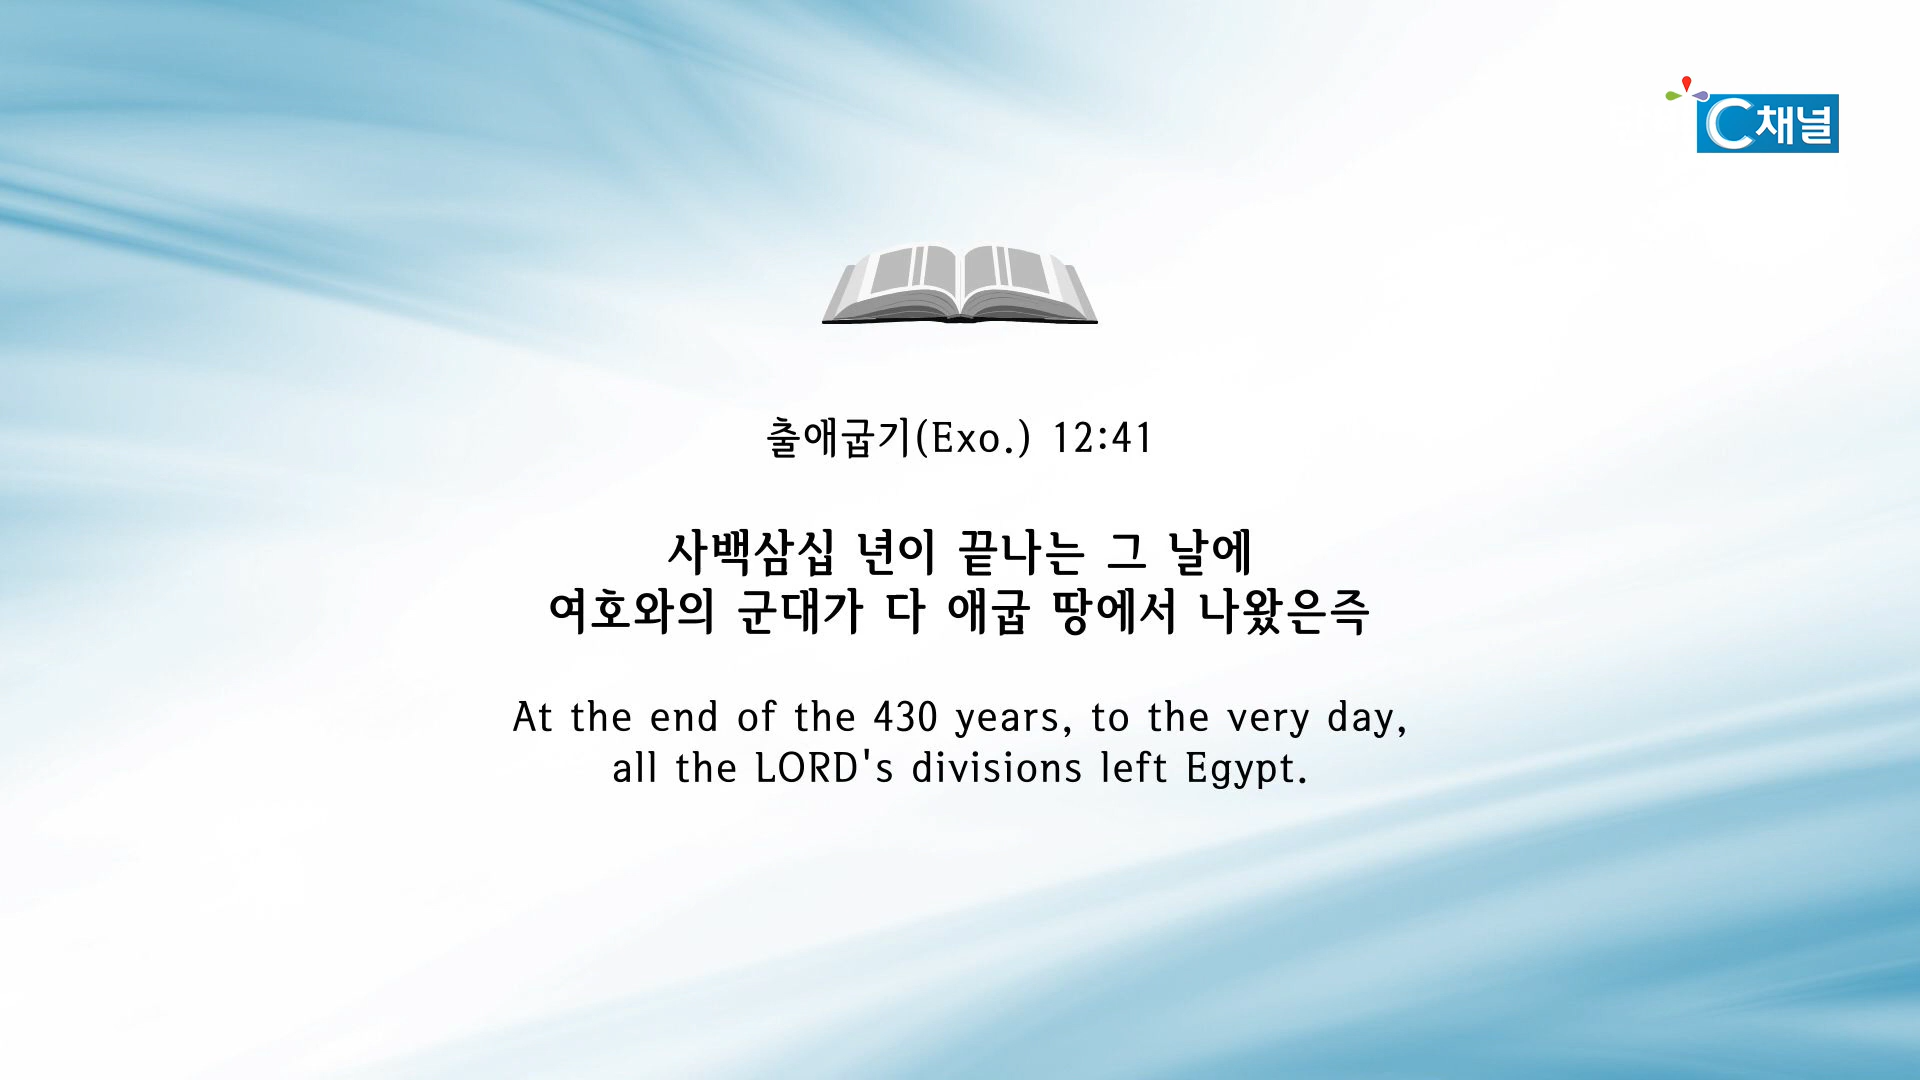 C채널
출애굽기(Exo.) 12:41
사백삼십 년이 끝나는 그 날에
여호와의 군대가 다 애굽 땅에서 나왔은즉
At the end of the 430 years, to the very day,
all the LORD's divisions left Egypt.